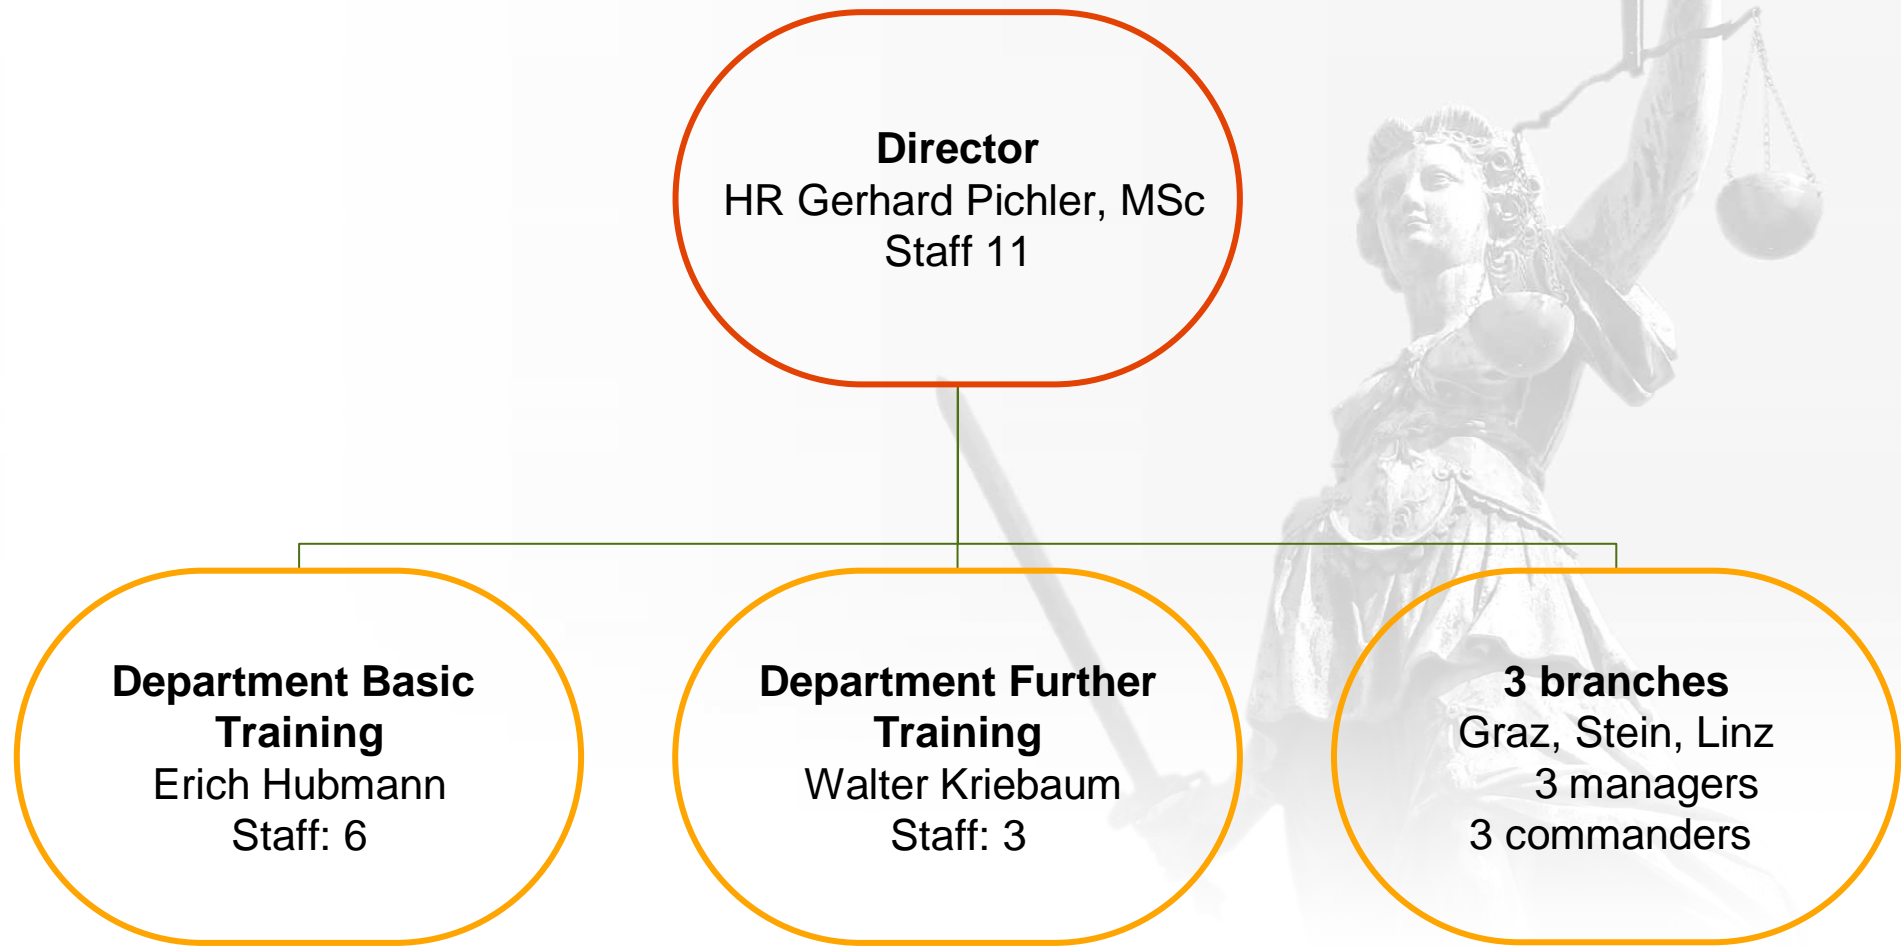 Director
HR Gerhard Pichler, MSc
Staff 11
Department Basic
Training
Erich Hubmann
Staff: 6
Department Further
Training
Walter Kriebaum
Staff: 3
3 branches
Graz, Stein, Linz
3 managers
3 commanders